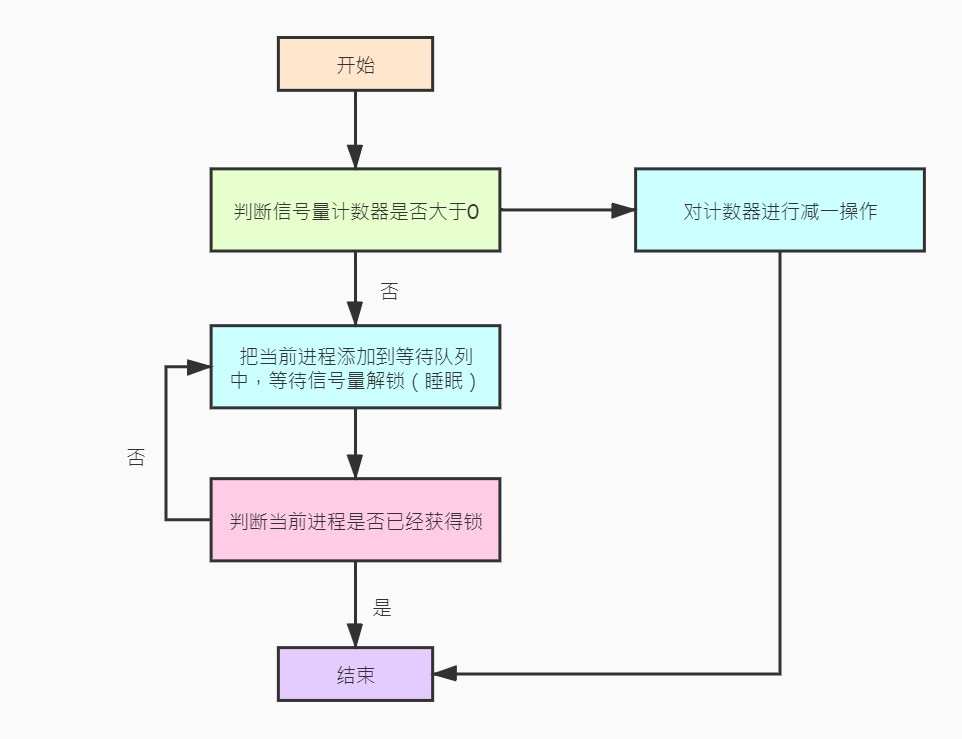 开始
判断信号量计数器是否大于0
对计数器进行减一操作
否
把当前进程添加到等待队列
中，等待信号量解锁（睡眠）
否
判断当前进程是否已经获得锁
是
结束